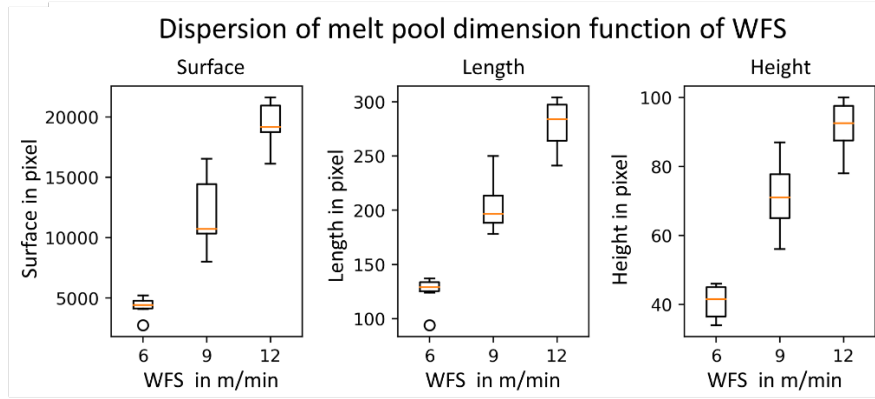 Dispersion of melt pool dimension function of WFS
Surface
Length
Height
Surface in pixel
20000
15000
10000
5000
6 9 12
WFS in m/min
Length in pixel
300
250
200
150
100
6 9 12
WFS in m/min
Height in pixel
100
80
60
40
6 9 12
WFS in m/min